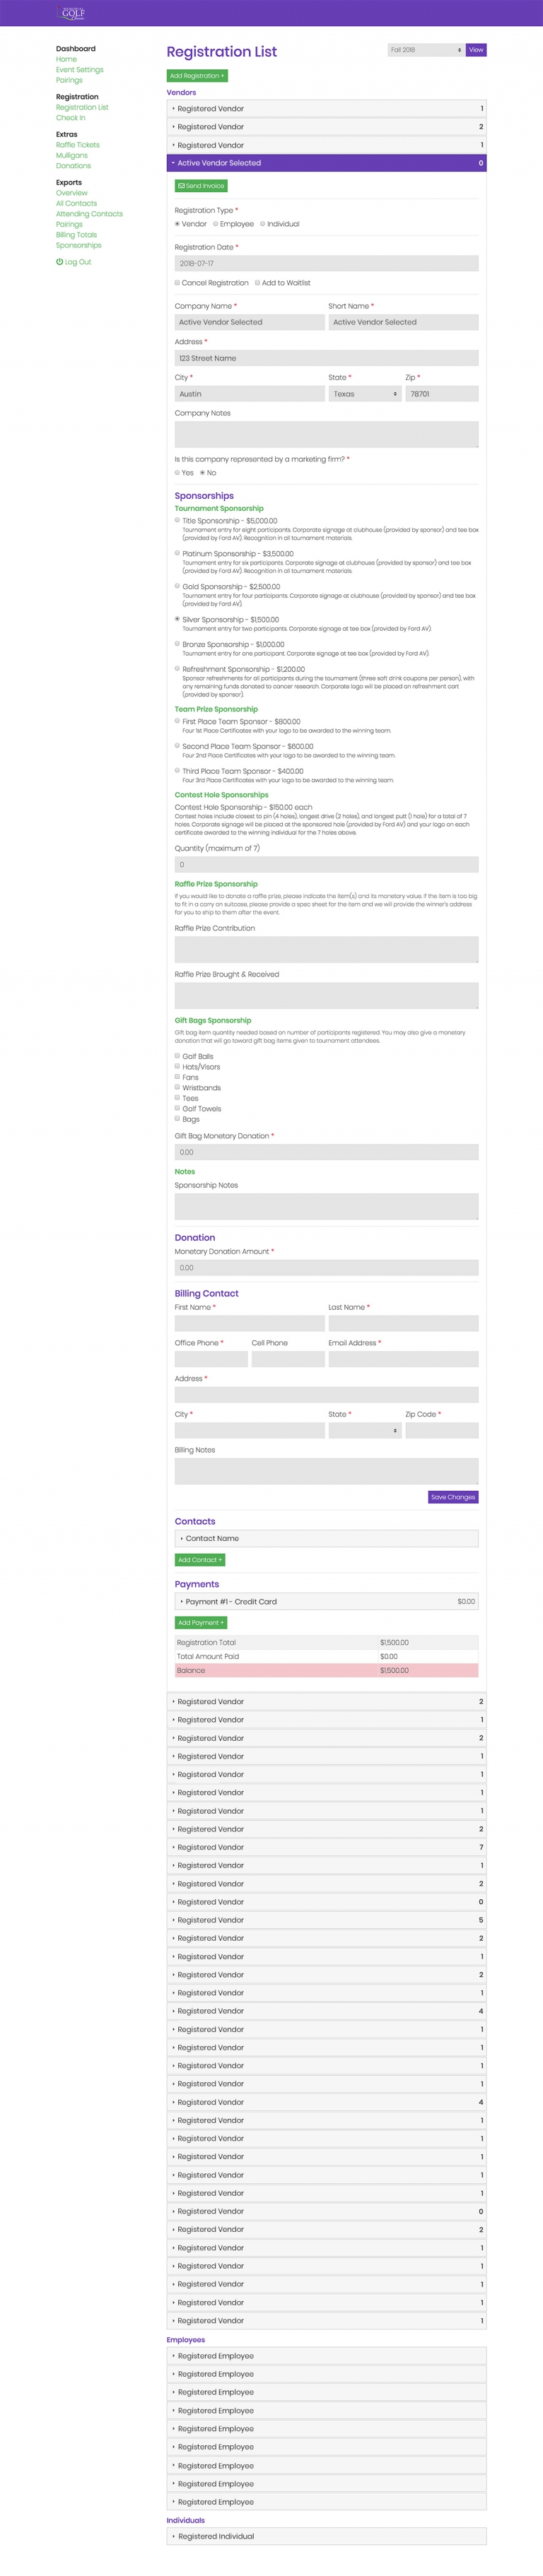 GOLF
Dashboard
Home
Event Settings
Pairings
Registration
Registration List
Check In
Extras
Raffle Tickets
Mulligans
Donations
Exports
Overview
All Contacts
Attending Contacts
Pairings
Billing Totals
Sponsorships
Log Out
Registration List
Fall 2018 View
Add Registration +
Vendors
Registered Vendor 1
Registered Vendor 2
Registered Vendor 1
Active Vendor Selected 0
Send Invoice
Registration Type *
Vendor Employee Individual
Registration Date *
2018-07-17
Cancel Registration Add to Waitlist
Company Name * Short Name *
Active Vendor Selected Active Vendor Selected
Address *
123 Street Name
City * State * Zip *
Austin Texas 78701
Company Notes
Is this company represented by a marketing firm? *
Yes No
Sponsorships
Tournament Sponsorship
Title Sponsorship - $5,000.00
Tournament entry for eight participants. Corporate signage at clubhouse (provided by sponsor) and tee box
(provided by Ford AV). Recognition in all tournament materials.
Platinum Sponsorship - $3,500.00
Tournament entry for six participants. Corporate signage at clubhouse (provided by sponsor) and tee box
(provided by Ford AV). Recognition in all tournament materials.
Gold Sponsorship - $2,500.00
Tournament entry for four participants. Corporate signage at clubhouse (provided by sponsor) and tee box
(provided by Ford AV).
Silver Sponsorship - $1,500.00
Tournament entry for two participants. Corporate signage at tee box (provided by Ford AV).
Bronze Sponsorship - $1,000.00
Tournament entry for one participant. Corporate signage at tee box (provided by Ford AV).
Refreshment Sponsorship - $1,200.00
Sponsor refreshments for all participants during the tournament (three soft drink coupons per person), with
any remaining funds donated to cancer research. Corporate logo will be placed on refreshment cart
(provided by sponsor).
Team Prize Sponsorship
First Place Team Sponsor - $800.00
Four 1st Place Certificates with your logo to be awarded to the winning team.
Second Place Team Sponsor - $600.00
Four 2nd Place Certificates with your logo to be awarded to the winning team.
Third Place Team Sponsor - $400.00
Four 3rd Place Certificates with your logo to be awarded to the winning team.
Contest Hole Sponsorships
Contest Hole Sponsorship - $150.00 each
Contest holes include closest to pin (4 holes), longest drive (2 holes), and longest putt (1 hole) for a total of 7
holes. Corporate signage will be placed at the sponsored hole (provided by Ford AV) and your logo on each
certificate awarded to the winning individual for the 7 holes above.
Quantity (maximum of 7)
0
Raffle Prize Sponsorship
If you would like to donate a raffle prize, please indicate the item(s) and its monetary value. If the item is too big
to fit in a carry on suitcase, please provide a spec sheet for the item and we will provide the winner's address
for you to ship to them after the event.
Raffle Prize Contribution
Raffle Prize Brought & Received
Gift Bags Sponsorship
Gift bag item quantity needed based on number of participants registered. You may also give a monetary
donation that will go toward gift bag items given to tournament attendees.
Golf Balls
Hats/Visors
Fans
Wristbands
Tees
Golf Towels
Bags
Gift Bag Monetary Donation *
0.00
Notes
Sponsorship Notes
Donation
Monetary Donation Amount *
0.00
Billing Contact
First Name * Last Name *
Office Phone * Cell Phone Email Address *
Address *
City * State * Zip Code *
Billing Notes
Save Changes
Contacts
Contact Name
Add Contact +
Payments
Payment #1 - Credit Card $0.00
Add Payment +
Registration Total $1,500.00
Total Amount Paid $0.00
Balance $1,500.00
Registered Vendor 2
Registered Vendor 1
Registered Vendor 2
Registered Vendor 1
Registered Vendor 1
Registered Vendor 1
Registered Vendor 1
Registered Vendor 2
Registered Vendor 7
Registered Vendor 1
Registered Vendor 2
Registered Vendor 0
Registered Vendor 5
Registered Vendor 2
Registered Vendor 1
Registered Vendor 2
Registered Vendor 1
Registered Vendor 4
Registered Vendor 1
Registered Vendor 1
Registered Vendor 1
Registered Vendor 1
Registered Vendor 4
Registered Vendor 1
Registered Vendor 1
Registered Vendor 1
Registered Vendor 1
Registered Vendor 1
Registered Vendor 0
Registered Vendor 2
Registered Vendor 1
Registered Vendor 1
Registered Vendor 1
Registered Vendor 1
Registered Vendor 1
Employees
Registered Employee
Registered Employee
Registered Employee
Registered Employee
Registered Employee
Registered Employee
Registered Employee
Registered Employee
Registered Employee
Individuals
Registered Individual